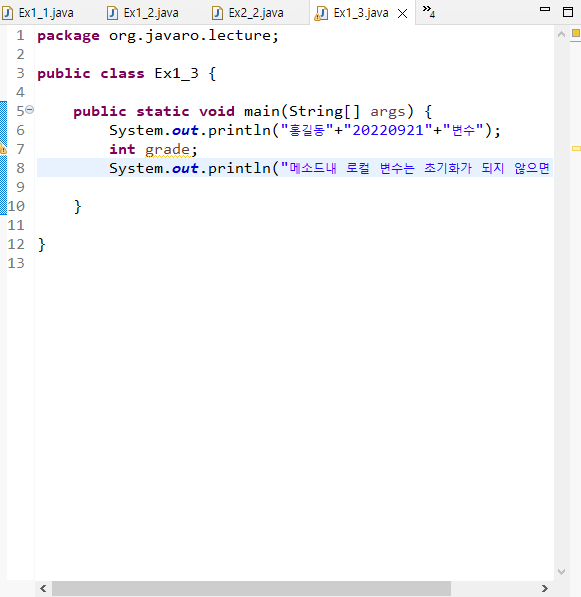 Ex1_1.java Ex1_2.java Ex2_2.java Ex1_3.java »4
1 package org.javaro.lecture;
2
3 public class Ex1_3 {
4
5 public static void main(String[] args) {
6 System.out.println("홍길동"+"20220921"+"변수");
7 int grade;
8 System.out.println("메소드내 로컬 변수는 초기화가 되지 않으면
9
10 }
11
12 }
13